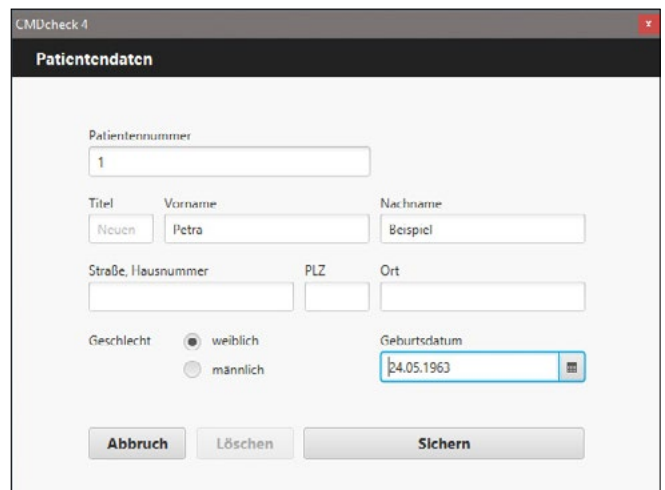 CMDcheck 4
x
Patientendaten
Patientennummer
1
Titel Vorname Nachname
Neuen Petra Beispiel
Straße, Hausnummer PLZ Ort
Geschlecht weiblich Geburtsdatum
männlich 24.05.1963
Abbruch Löschen Sichern